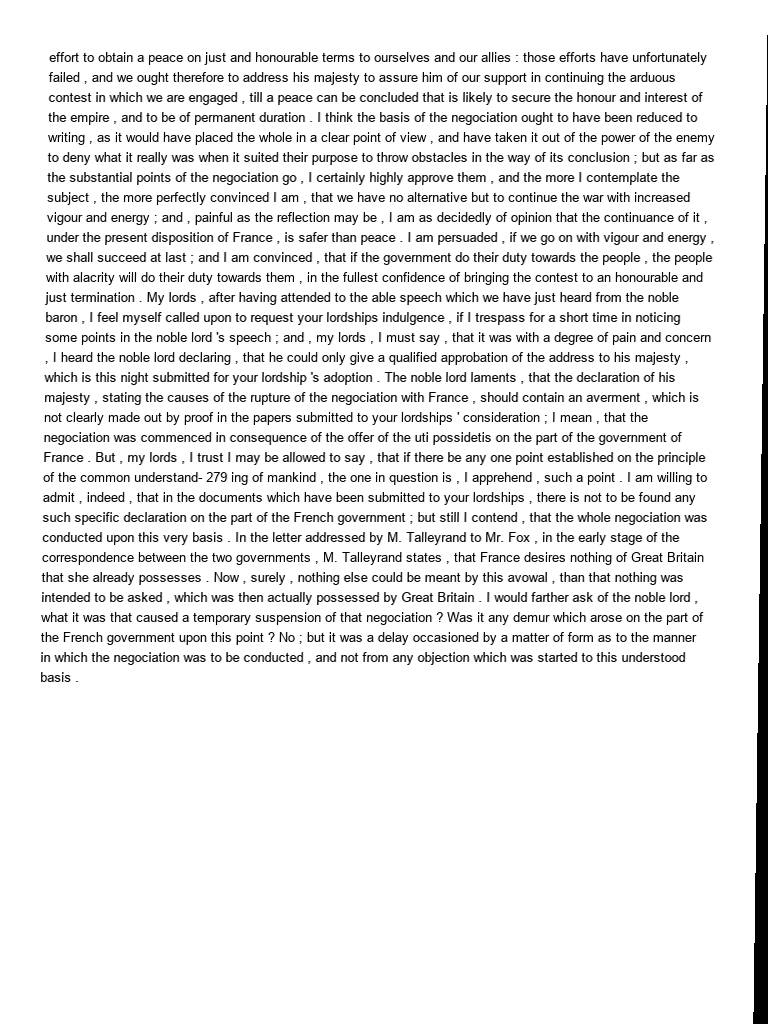 effort to obtain a peace on just and honourable terms to ourselves and our allies : those efforts have unfortunately
failed , and we ought therefore to address his majesty to assure him of our support in continuing the arduous
contest in which we are engaged , till a peace can be concluded that is likely to secure the honour and interest of
the empire , and to be of permanent duration . I think the basis of the negociation ought to have been reduced to
writing , as it would have placed the whole in a clear point of view , and have taken it out of the power of the enemy
to deny what it really was when it suited their purpose to throw obstacles in the way of its conclusion ; but as far as
the substantial points of the negociation go , I certainly highly approve them , and the more I contemplate the
subject , the more perfectly convinced I am , that we have no alternative but to continue the war with increased
vigour and energy ; and , painful as the reflection may be , I am as decidedly of opinion that the continuance of it ,
under the present disposition of France , is safer than peace . I am persuaded , if we go on with vigour and energy ,
we shall succeed at last ; and I am convinced , that if the government do their duty towards the people , the people
with alacrity will do their duty towards them , in the fullest confidence of bringing the contest to an honourable and
just termination . My lords , after having attended to the able speech which we have just heard from the noble
baron , I feel myself called upon to request your lordships indulgence , if I trespass for a short time in noticing
some points in the noble lord 's speech ; and , my lords , I must say , that it was with a degree of pain and concern
, I heard the noble lord declaring , that he could only give a qualified approbation of the address to his majesty ,
which is this night submitted for your lordship 's adoption . The noble lord laments , that the declaration of his
majesty , stating the causes of the rupture of the negociation with France , should contain an averment , which is
not clearly made out by proof in the papers submitted to your lordships ' consideration ; I mean , that the
negociation was commenced in consequence of the offer of the uti possidetis on the part of the government of
France . But , my lords , I trust I may be allowed to say , that if there be any one point established on the principle
of the common understand- 279 ing of mankind , the one in question is , I apprehend , such a point . I am willing to
admit , indeed , that in the documents which have been submitted to your lordships , there is not to be found any
such specific declaration on the part of the French government ; but still I contend , that the whole negociation was
conducted upon this very basis . In the letter addressed by M. Talleyrand to Mr. Fox , in the early stage of the
correspondence between the two governments , M. Talleyrand states , that France desires nothing of Great Britain
that she already possesses . Now , surely , nothing else could be meant by this avowal , than that nothing was
intended to be asked , which was then actually possessed by Great Britain . I would farther ask of the noble lord ,
what it was that caused a temporary suspension of that negociation ? Was it any demur which arose on the part of
the French government upon this point ? No ; but it was a delay occasioned by a matter of form as to the manner
in which the negociation was to be conducted , and not from any objection which was started to this understood
basis .